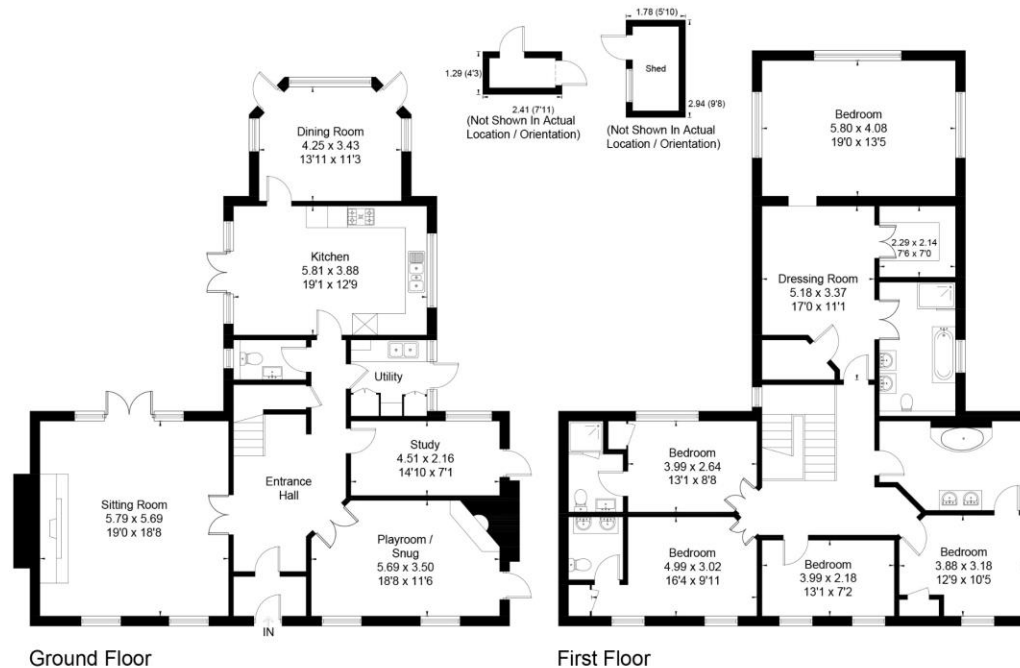 1.29 (4'3)
2.41 (7'11)
(Not Shown In Actual
Location / Orientation)
1.78 (5'10)
Shed
2.94 (9'8)
(Not Shown In Actual
Location / Orientation)
Dining Room
4.25 x 3.43
13'11 x 11'3
Kitchen
5.81 x 3.88
19'1 x 12'9
Utility
Study
4.51 x 2.16
14'10 x 7'1
Entrance
Hall
Sitting Room
5.79 x 5.69
19'0 x 18'8
Playroom /
Snug
5.69 x 3.50
18'8 x 11'6
IN
Ground Floor
Bedroom
5.80 x 4.08
19'0 x 13'5
2.29 x 2.14
7'6 x 7'0
Dressing Room
5.18 x 3.37
17'0 x 11'1
Bedroom
3.99 x 2.64
13'1 x 8'8
Bedroom
4.99 x 3.02
16'4 x 9'11
Bedroom
3.99 x 2.18
13'1 x 7'2
Bedroom
3.88 x 3.18
12'9 x 10'5
First Floor